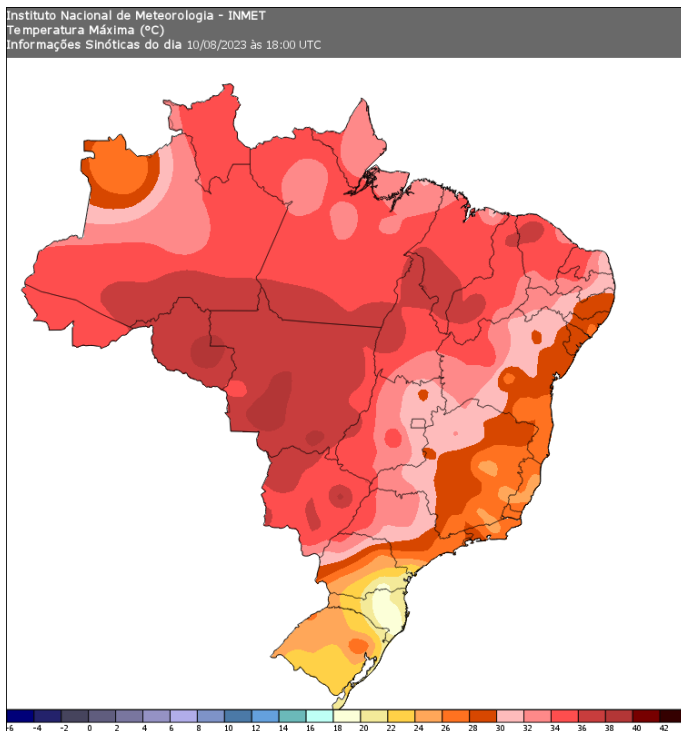 Instituto Nacional de Meteorologia - INMET
Temperatura Máxima (°C)
Informações Sinóticas do dia 10/08/2023 às 18:00 UTC
-6 -4 -2 0 2 4 6 8 10 12 14 16 18 20 22 24 26 28 30 32 34 36 38 40 42